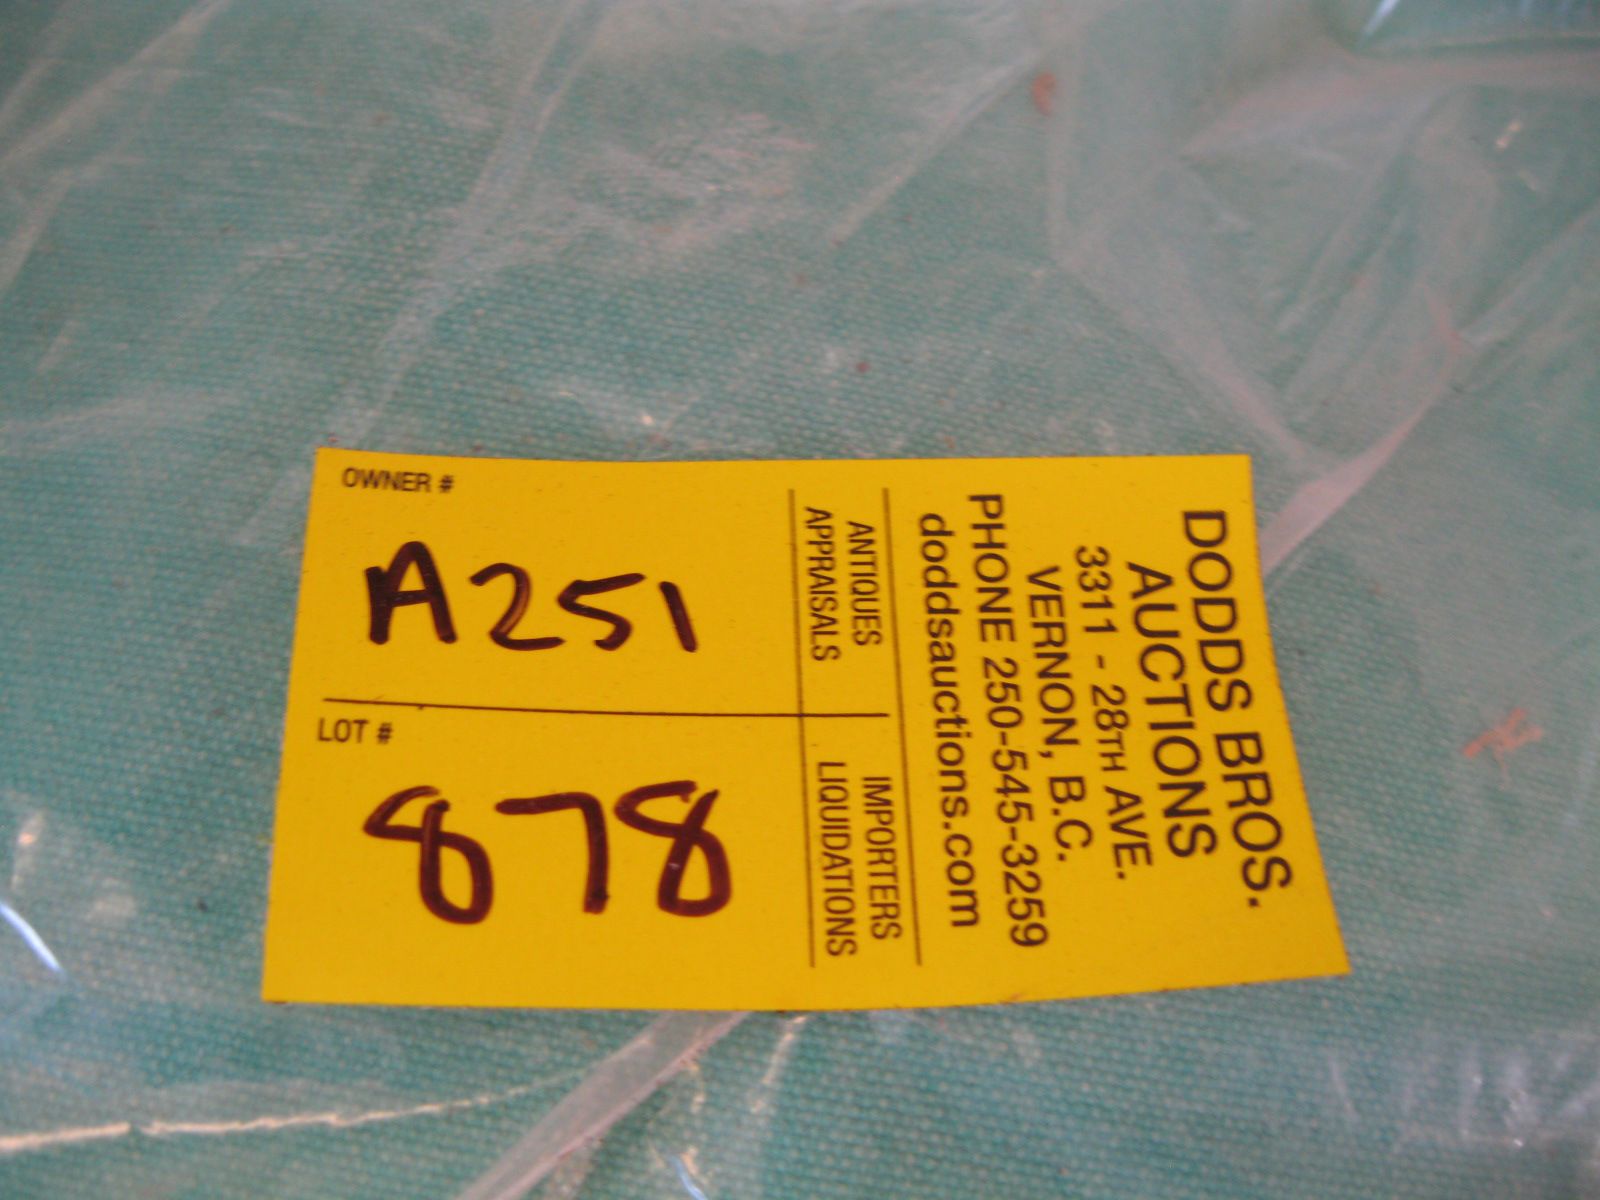 DODDS BROS.
AUCTIONS
3311 - 28TH AVE.
VERNON, B.C.
PHONE 250-545-3259
doddsauctions.com
ANTIQUES
APPRAISALS
IMPORTERS
LIQUIDATIONS
OWNER #
A251
LOT #
878